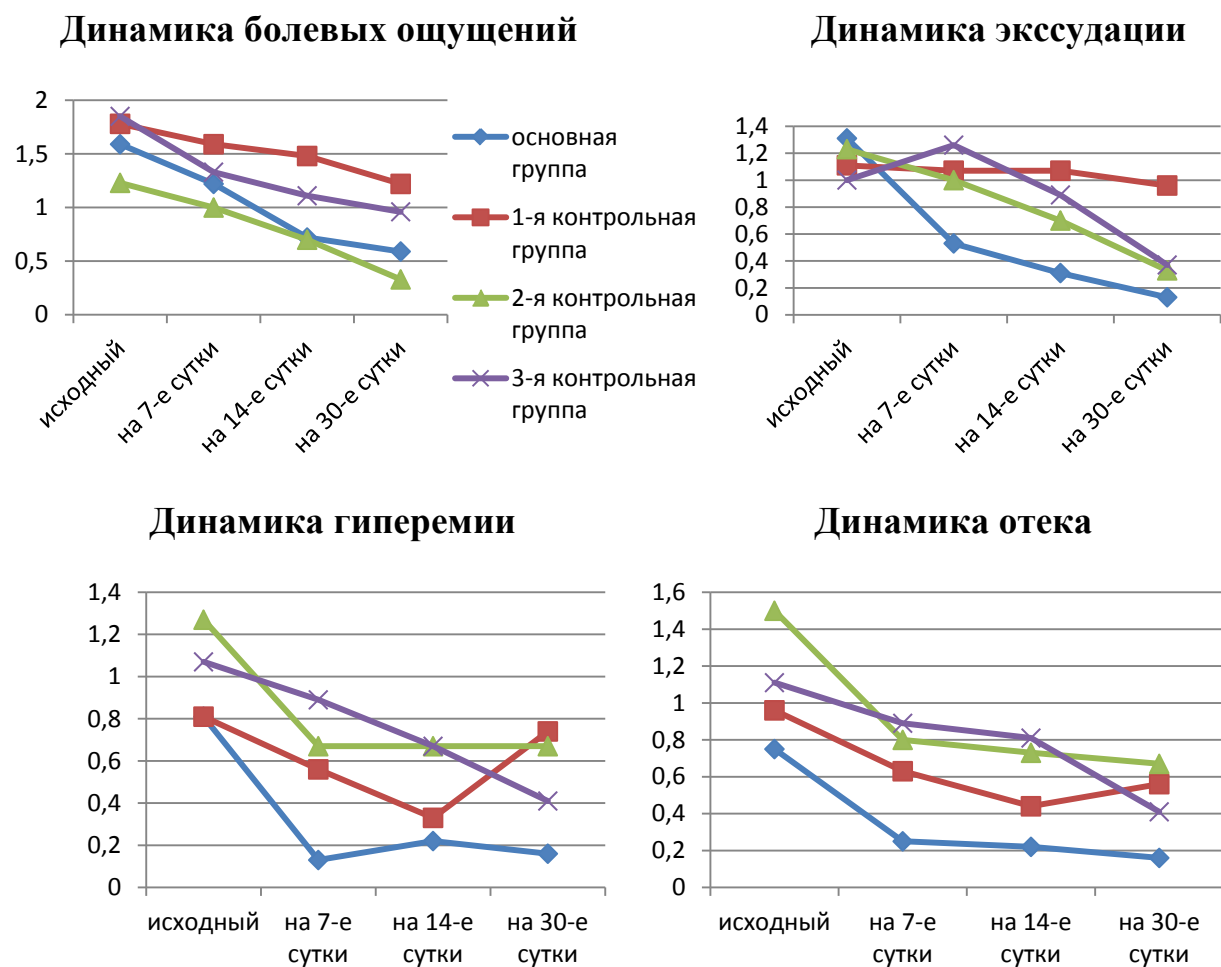 Динамика болевых ощущений
2
1,5
1
0,5
0
исходный
на 7-е сутки
на 14-е сутки
на 30-е сутки
основная
группа
1-я контрольная
группа
2-я контрольная
группа
3-я контрольная
группа
Динамика экссудации
1,4
1,2
1
0,8
0,6
0,4
0,2
0
исходный
на 7-е сутки
на 14-е сутки
на 30-е сутки
Динамика гиперемии
1,4
1,2
1
0,8
0,6
0,4
0,2
0
исходный на 7-е на 14-е на 30-е
сутки сутки сутки
Динамика отека
1,6
1,4
1,2
1
0,8
0,6
0,4
0,2
0
исходный на 7-е на 14-е на 30-е
сутки сутки сутки